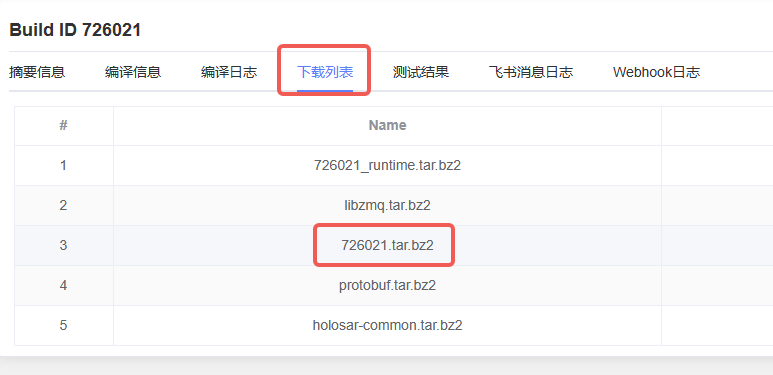 Build ID 726021
摘要信息 编译信息 编译日志 下载列表 测试结果 飞书消息日志 Webhook日志
# Name
1 726021_runtime.tar.bz2
2 libzmq.tar.bz2
3 726021.tar.bz2
4 protobuf.tar.bz2
5 holosar-common.tar.bz2